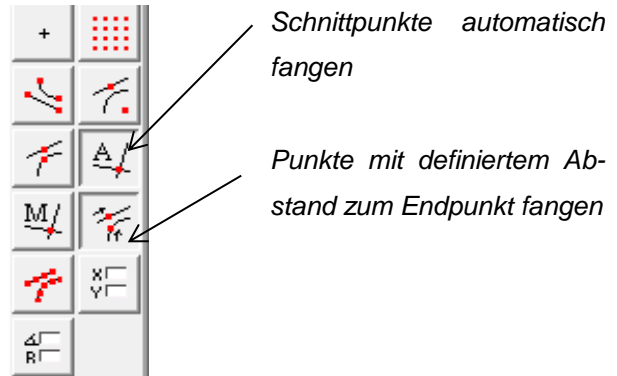 Schnittpunkte automatisch
fangen
A
Punkte mit definiertem Ab-
stand zum Endpunkt fangen
M
X
Y
R